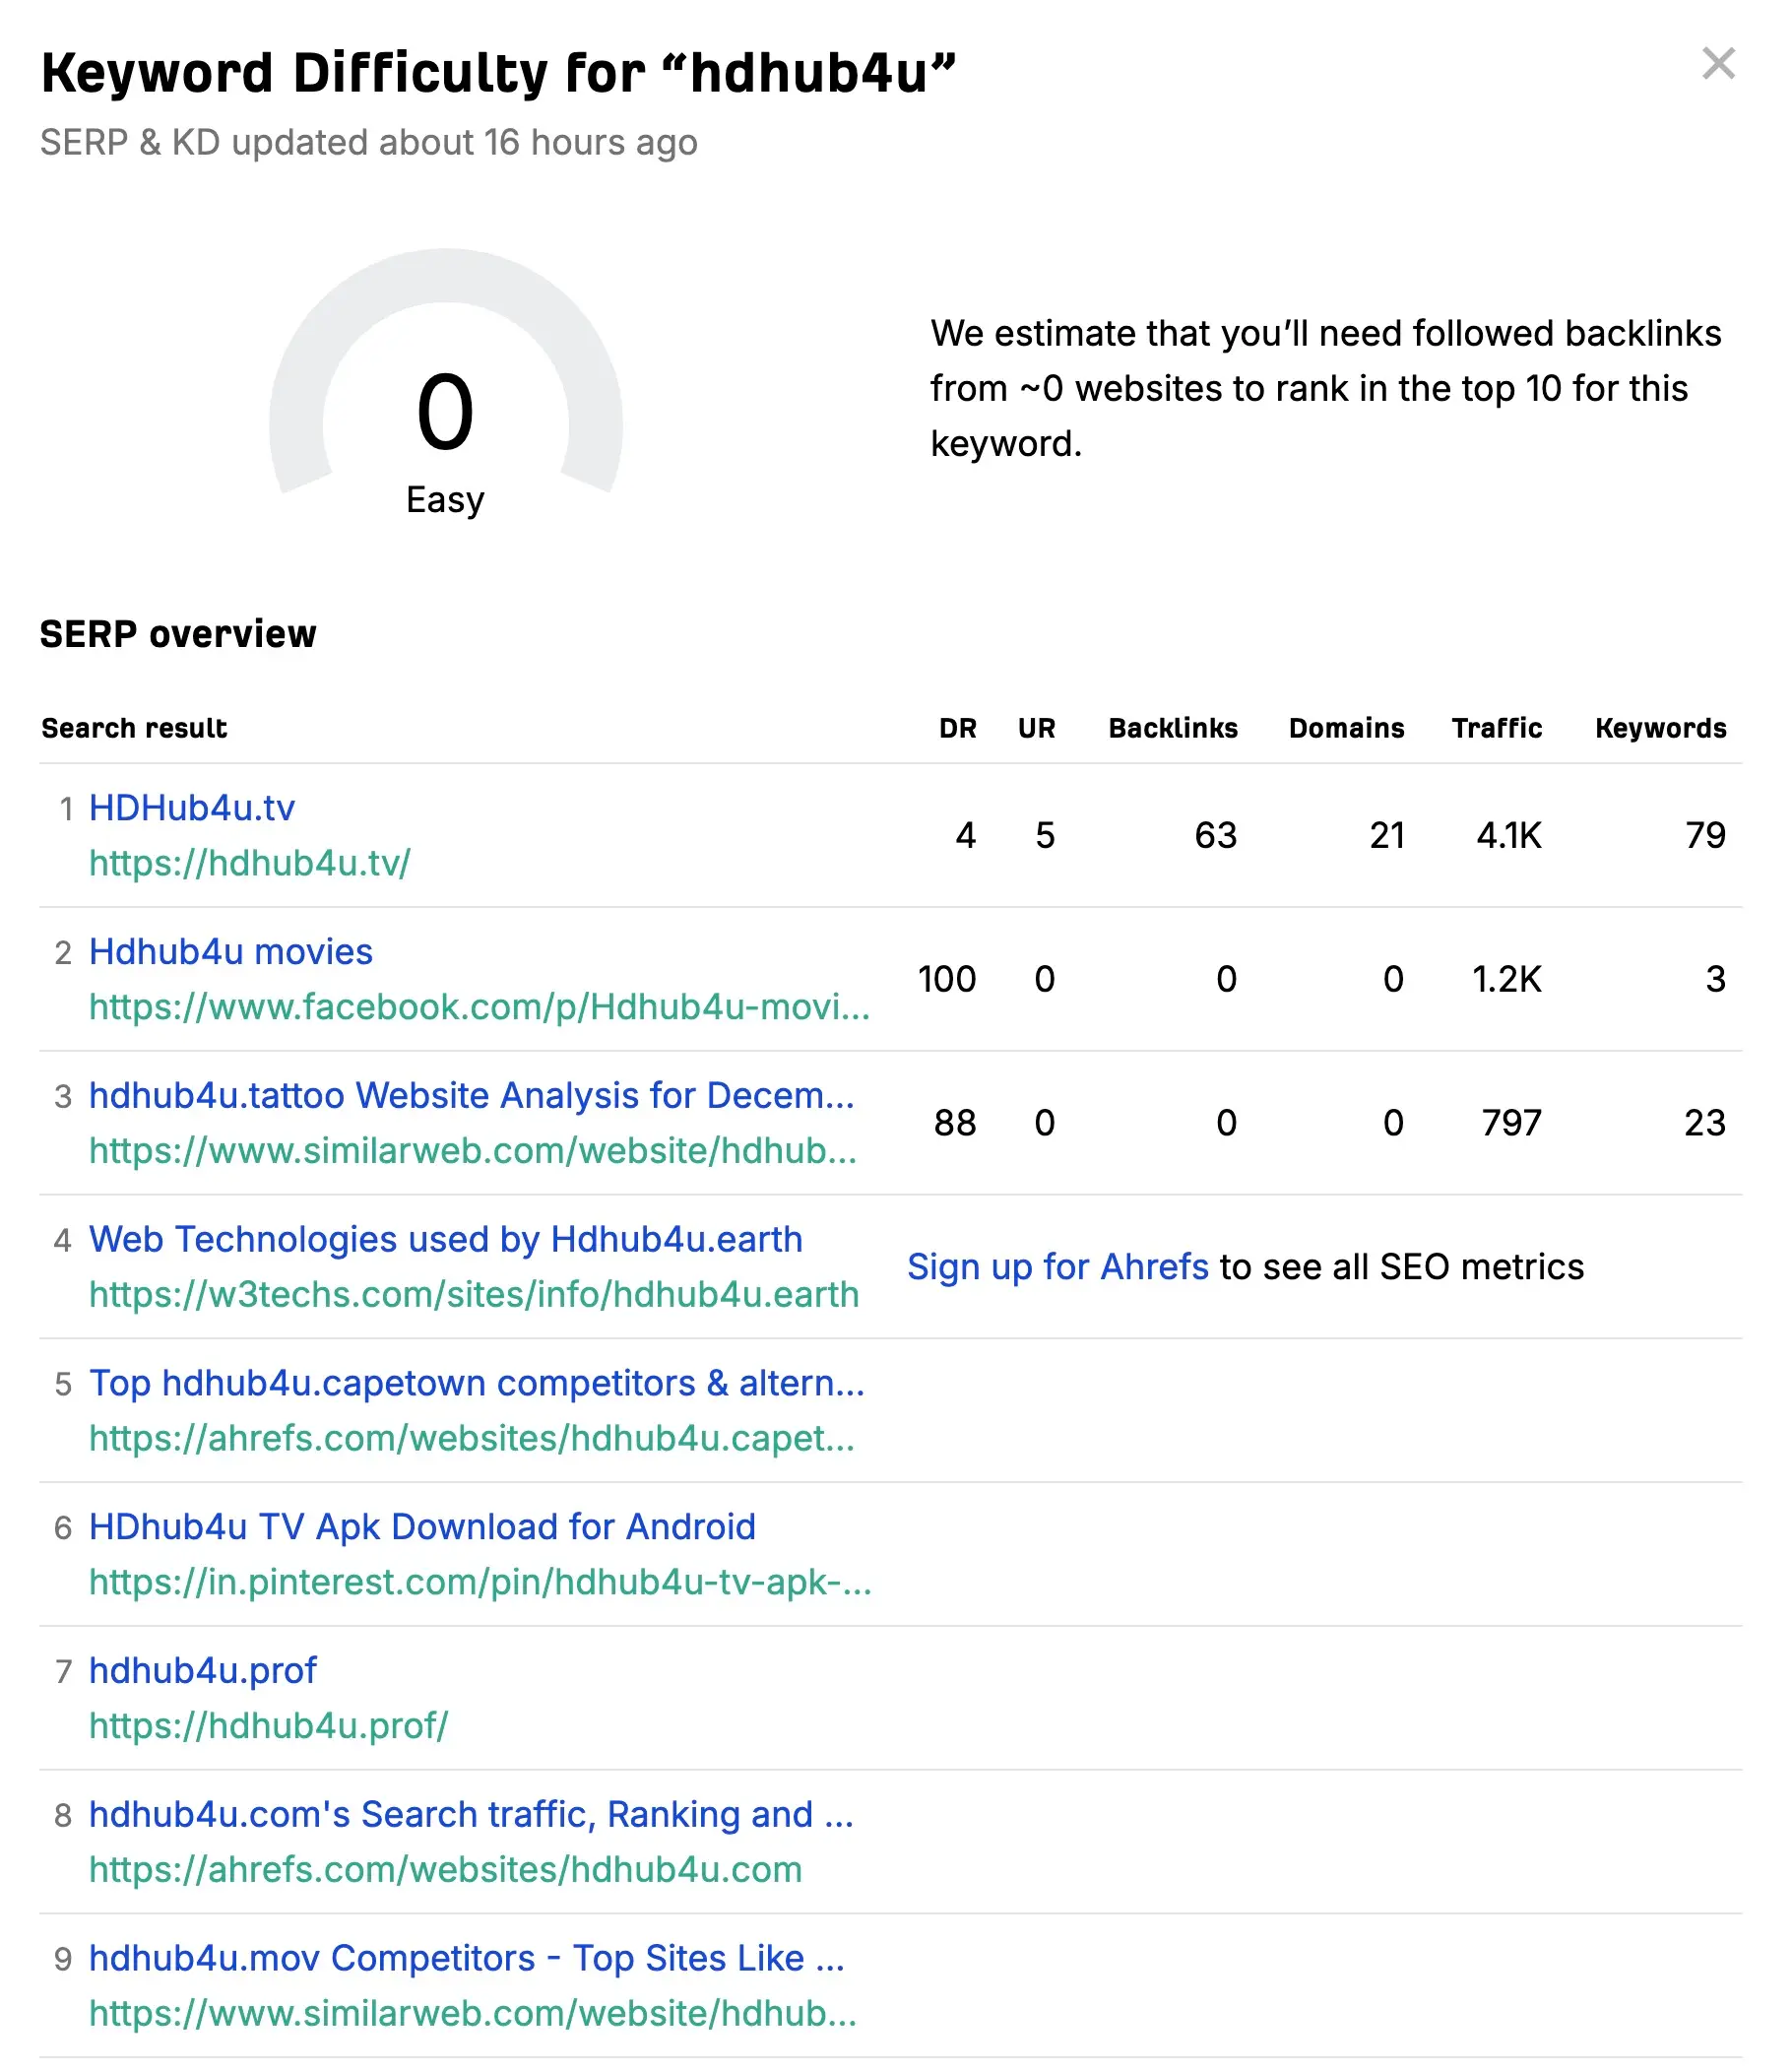 Keyword Difficulty for “hdhub4u”
SERP & KD updated about 16 hours ago
0
Easy
We estimate that you’ll need followed backlinks
from ~0 websites to rank in the top 10 for this
keyword.
SERP overview
Search result DR UR Backlinks Domains Traffic Keywords
1 HDHub4u.tv
https://hdhub4u.tv/
4 5 63 21 4.1K 79
2 Hdhub4u movies
https://www.facebook.com/p/Hdhub4u-movi...
100 0 0 0 1.2K 3
3 hdhub4u.tattoo Website Analysis for Decem...
https://www.similarweb.com/website/hdhub...
88 0 0 0 797 23
4 Web Technologies used by Hdhub4u.earth
https://w3techs.com/sites/info/hdhub4u.earth
Sign up for Ahrefs to see all SEO metrics
5 Top hdhub4u.capetown competitors & altern...
https://ahrefs.com/websites/hdhub4u.capet...
6 HDhub4u TV Apk Download for Android
https://in.pinterest.com/pin/hdhub4u-tv-apk-...
7 hdhub4u.prof
https://hdhub4u.prof/
8 hdhub4u.com's Search traffic, Ranking and ...
https://ahrefs.com/websites/hdhub4u.com
9 hdhub4u.mov Competitors - Top Sites Like ...
https://www.similarweb.com/website/hdhub...